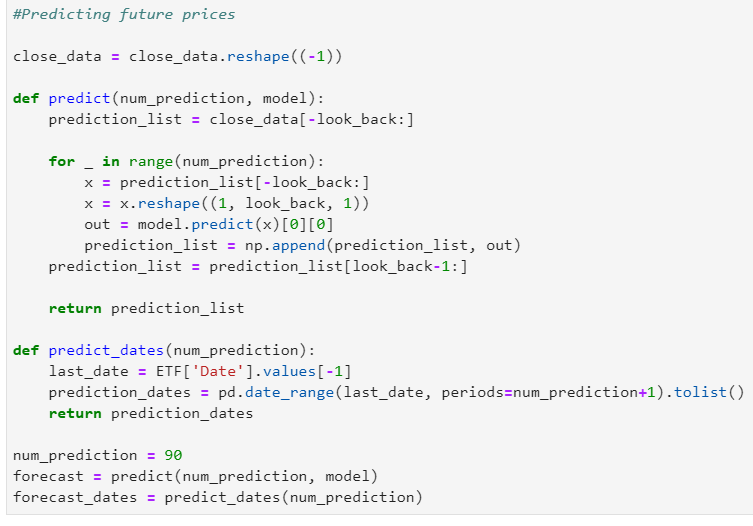 #Predicting future prices
close_data = close_data.reshape((-1))
def predict(num_prediction, model):
    prediction_list = close_data[-look_back:]
    for _ in range(num_prediction):
        x = prediction_list[-look_back:]
        x = x.reshape((1, look_back, 1))
        out = model.predict(x)[0][0]
        prediction_list = np.append(prediction_list, out)
    prediction_list = prediction_list[look_back-1:]
    return prediction_list
def predict_dates(num_prediction):
    last_date = ETF['Date'].values[-1]
    prediction_dates = pd.date_range(last_date, periods=num_prediction+1).tolist()
    return prediction_dates
num_prediction = 90
forecast = predict(num_prediction, model)
forecast_dates = predict_dates(num_prediction)